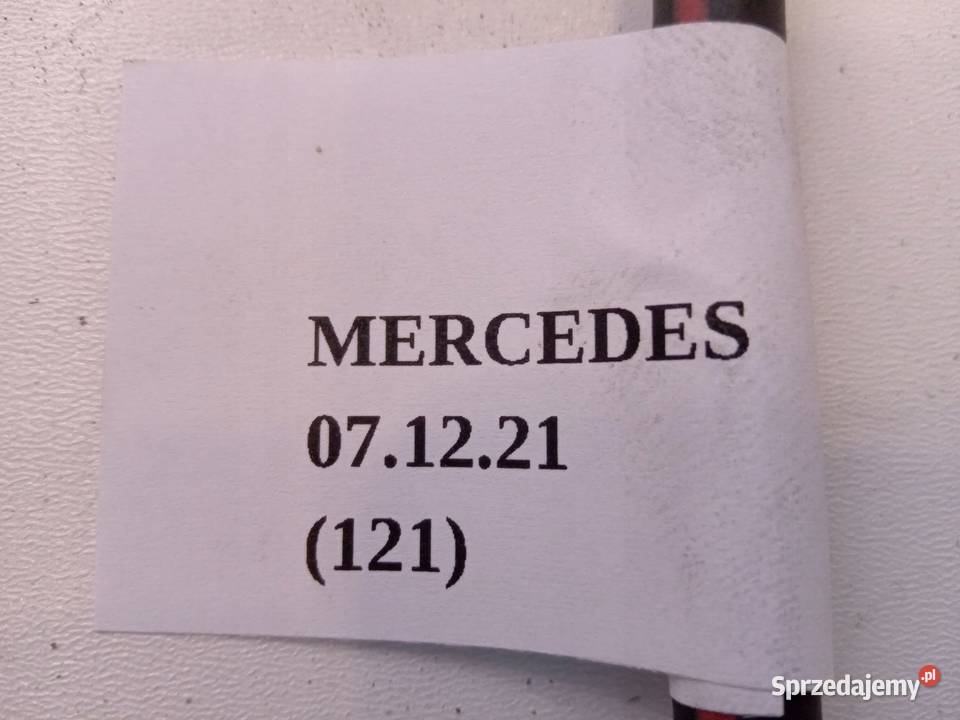 MERCEDES
07.12.21
(121)
Sprzedajemy.pl